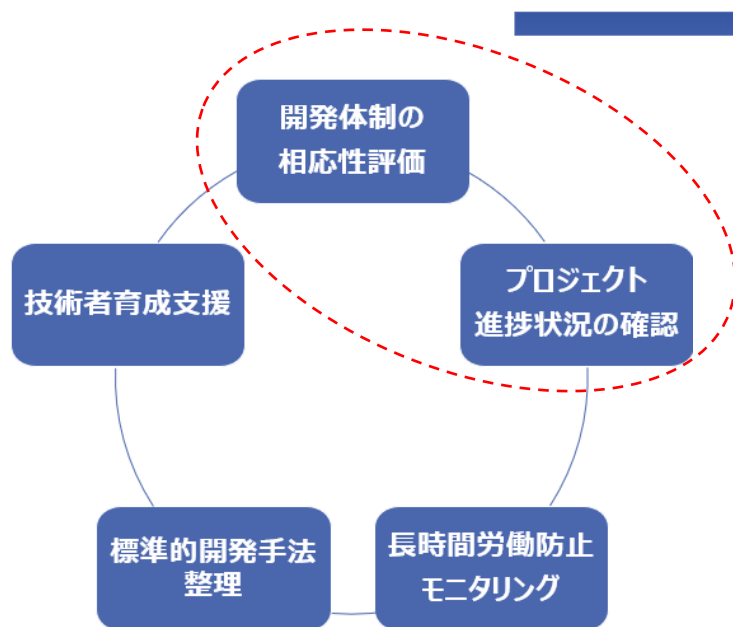 開発体制の
相応性評価
プロジェクト
進捗状況の確認
技術者育成支援
標準的開発手法
整理
長時間労働防止
モニタリング